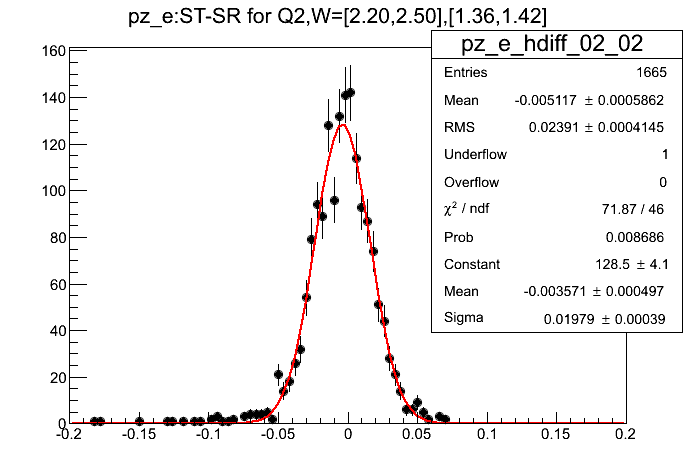 pz_e:ST-SR for Q2,W=[2.20,2.50],[1.36,1.42]
pz_e_hdiff_02_02
Entries 1665
Mean -0.005117 ± 0.0005862
RMS 0.02391 ± 0.0004145
Underflow 1
Overflow 0
χ² / ndf 71.87 / 46
Prob 0.008686
Constant 128.5 ± 4.1
Mean -0.003571 ± 0.000497
Sigma 0.01979 ± 0.00039
160
140
120
100
80
60
40
20
0
-0.2 -0.15 -0.1 -0.05 0 0.05 0.1 0.15 0.2